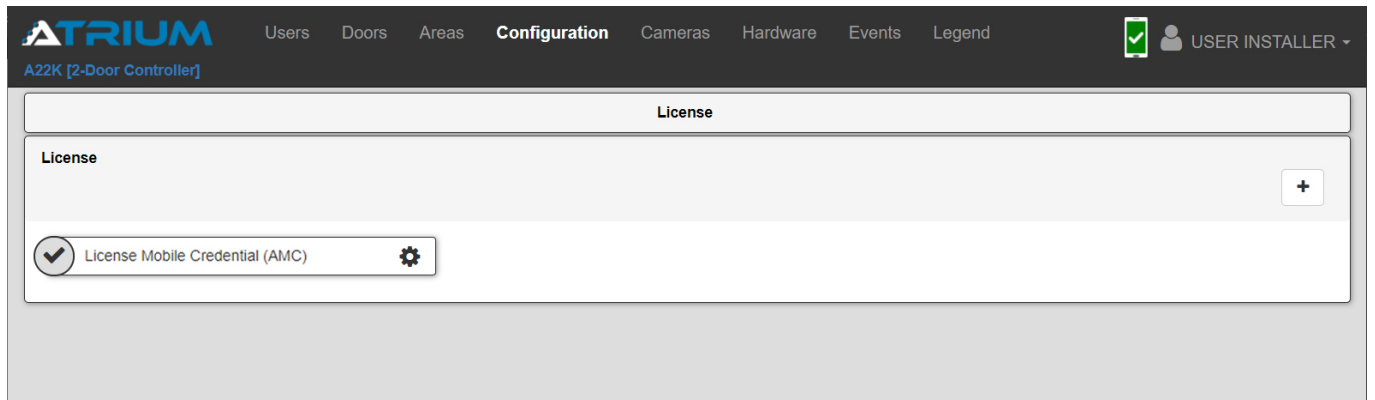 ATRIUM Users Doors Areas Configuration Cameras Hardware Events Legend USER INSTALLER
A22K [2-Door Controller]
License
License
+
License Mobile Credential (AMC)